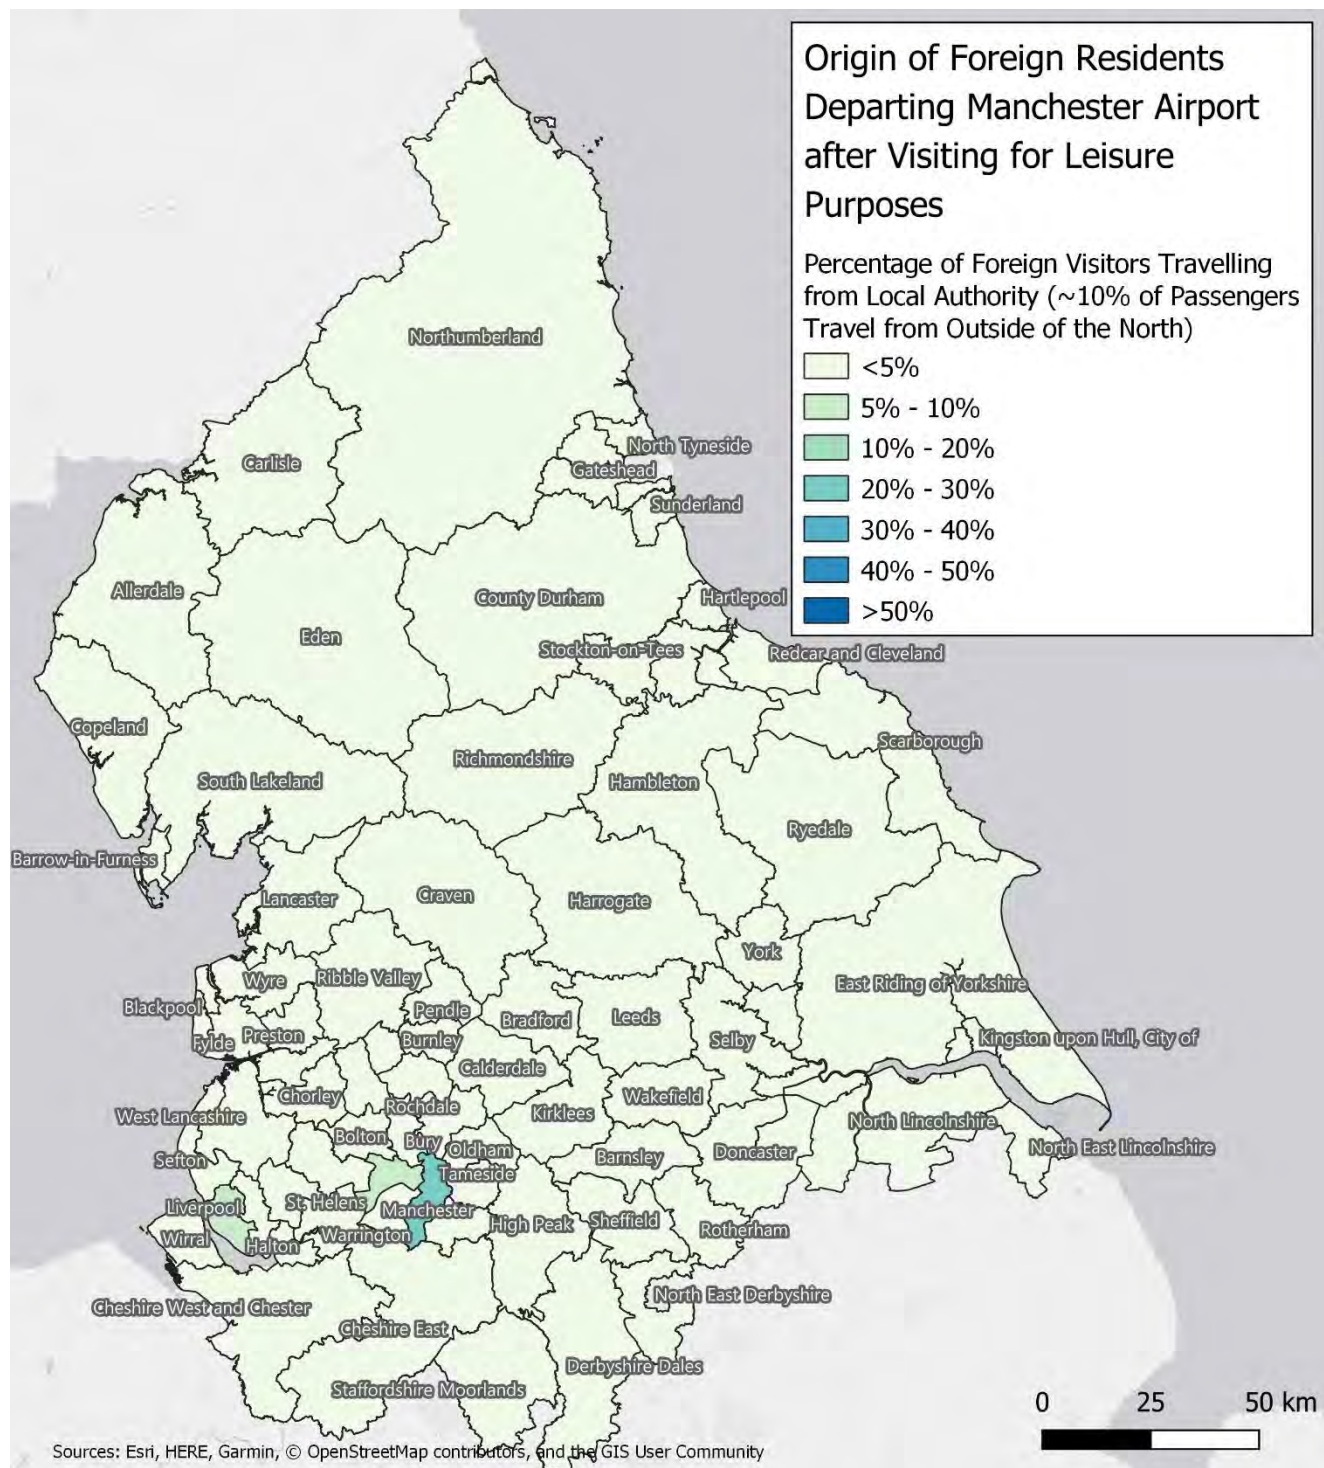 Origin of Foreign Residents
Departing Manchester Airport
after Visiting for Leisure
Purposes
Percentage of Foreign Visitors Travelling
from Local Authority (~10% of Passengers
Travel from Outside of the North)
<5%
5% - 10%
10% - 20%
20% - 30%
30% - 40%
40% - 50%
>50%
Northumberland
North Tyneside
Carlisle
Gateshead
Sunderland
Allerdale
County Durham
Hartlepool
Eden
Stockton-on-Tees
Redcar and Cleveland
Copeland
Scarborough
Richmondshire
South Lakeland
Hambleton
Ryedale
Barrow-in-Furness
Lancaster
Craven
Harrogate
York
Wyre
Ribble Valley
East Riding of Yorkshire
Blackpool
Pendle
Bradford
Leeds
Fylde
Preston
Burnley
Selby
Kingston upon Hull, City of
Calderdale
Chorley
Wakefield
West Lancashire
Rochdale
Kirklees
North Lincolnshire
Bolton
Bury
Oldham
Doncaster
North East Lincolnshire
Sefton
Barnsley
Tameside
Liverpool
St. Helens
Manchester
High Peak
Sheffield
Rotherham
Wirral
Halton
Warrington
North East Derbyshire
Cheshire West and Chester
Cheshire East
Derbyshire Dales
Staffordshire Moorlands
0 25 50 km
Sources: Esri, HERE, Garmin, © OpenStreetMap contributors, and the GIS User Community